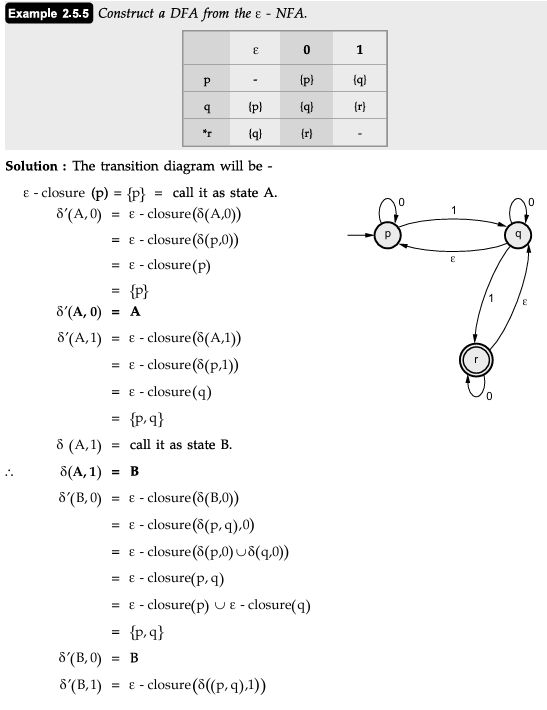 Example 2.5.5 Construct a DFA from the ε - NFA.
ε 0 1
p - {p} {q}
q {p} {q} {r}
*r {q} {r} -
Solution : The transition diagram will be -
ε - closure (p) = {p} = call it as state A.
δ′(A, 0) = ε - closure(δ(A,0))
= ε - closure(δ(p,0))
= ε - closure(p)
= {p}
δ′(A, 0) = A
δ′(A,1) = ε - closure(δ(A,1))
= ε - closure(δ(p,1))
= ε - closure(q)
= {p,q}
δ (A,1) = call it as state B.
∴ δ(A, 1) = B
δ′(B,0) = ε - closure(δ(B,0))
= ε - closure(δ(p, q),0)
= ε - closure(δ(p,0)∪δ(q,0))
= ε - closure(p, q)
= ε - closure(p) ∪ ε - closure(q)
= {p,q}
δ′(B,0) = B
δ′(B,1) = ε - closure(δ((p, q),1))
0
0
1
p
q
ε
1
ε
r
0